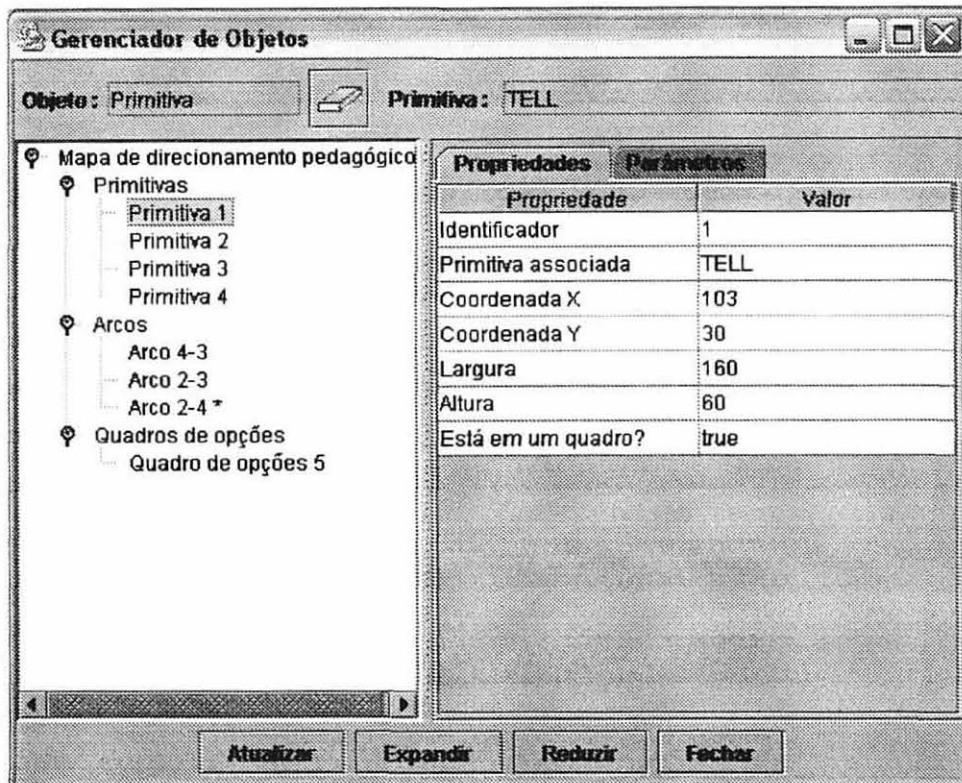 Gerenciador de Objetos
Objeto : Primitiva Primitiva : TELL
Mapa de direcionamento pedagógico
Primitivas
Primitiva 1
Primitiva 2
Primitiva 3
Primitiva 4
Arcos
Arco 4-3
Arco 2-3
Arco 2-4 *
Quadros de opções
Quadro de opções 5
Propriedades Parâmetros
Propriedade Valor
Identificador 1
Primitiva associada TELL
Coordenada X 103
Coordenada Y 30
Largura 160
Altura 60
Está em um quadro? true
Atualizar Expandir Reduzir Fechar